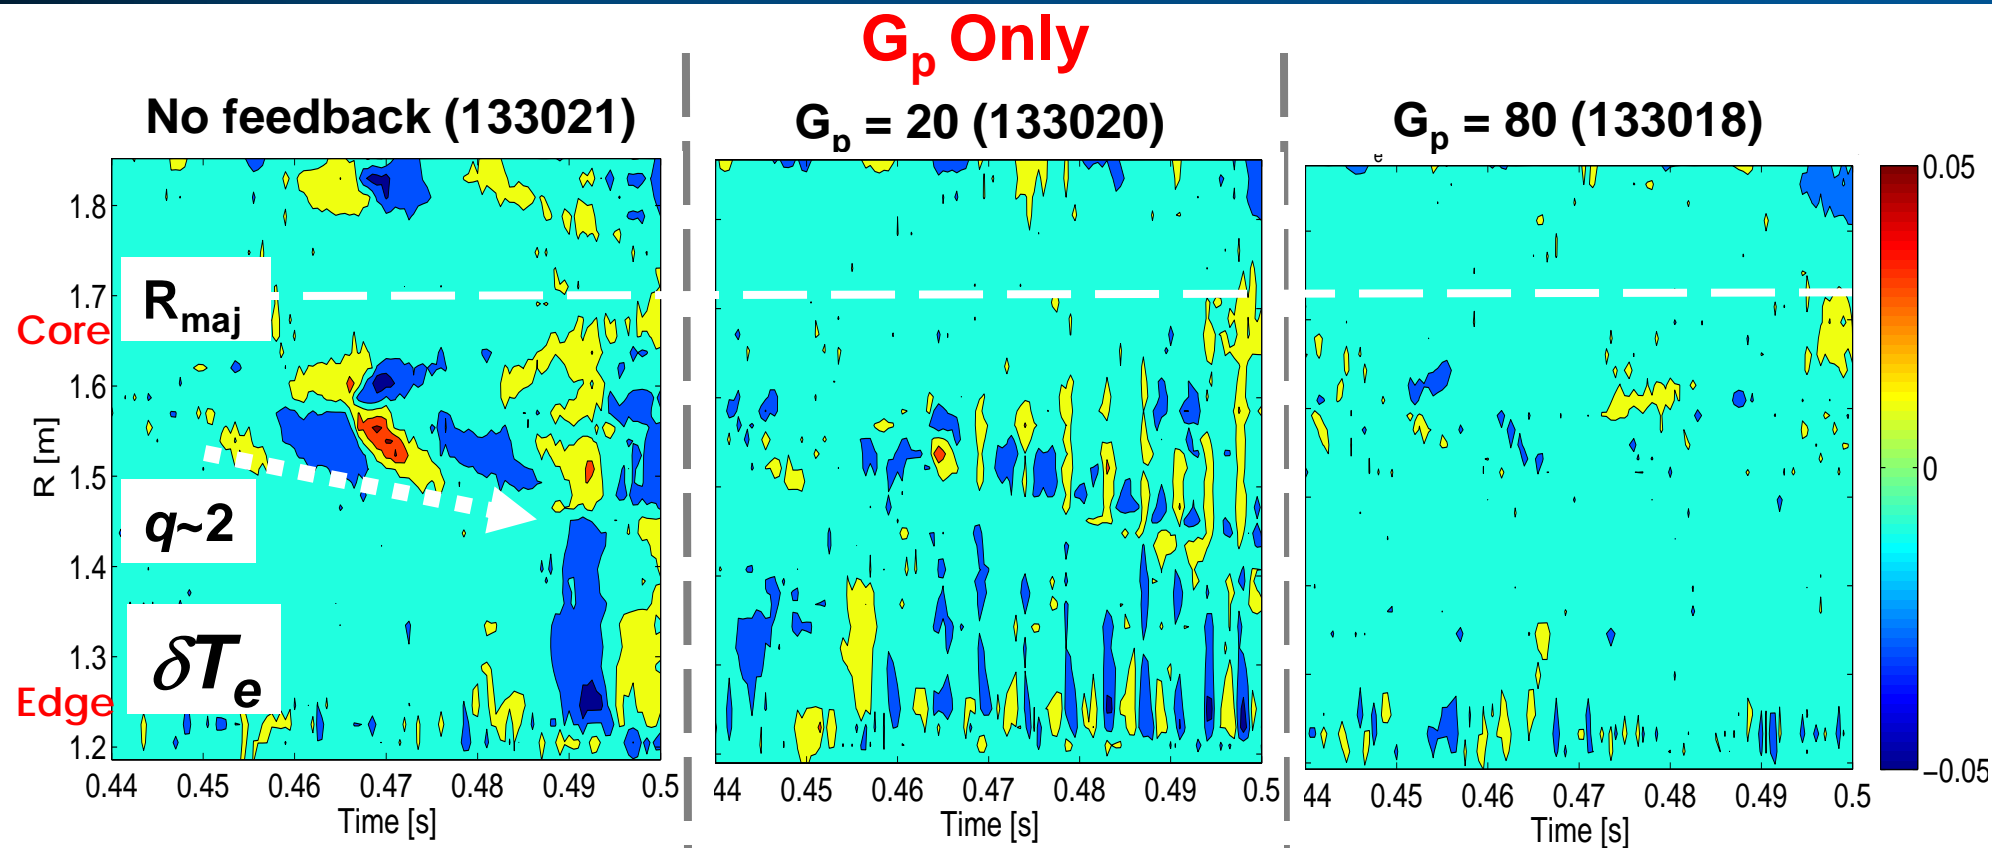 Gp Only
No feedback (133021)
Gp = 20 (133020)
Gp = 80 (133018)
e
0.05
0
−0.05
1.8
1.7
1.6
1.5
1.4
1.3
1.2
R [m]
Core
Edge
Rmaj
q~2
δTe
0.44 0.45 0.46 0.47 0.48 0.49 0.5
Time [s]
44 0.45 0.46 0.47 0.48 0.49 0.5
Time [s]
44 0.45 0.46 0.47 0.48 0.49 0.5
Time [s]